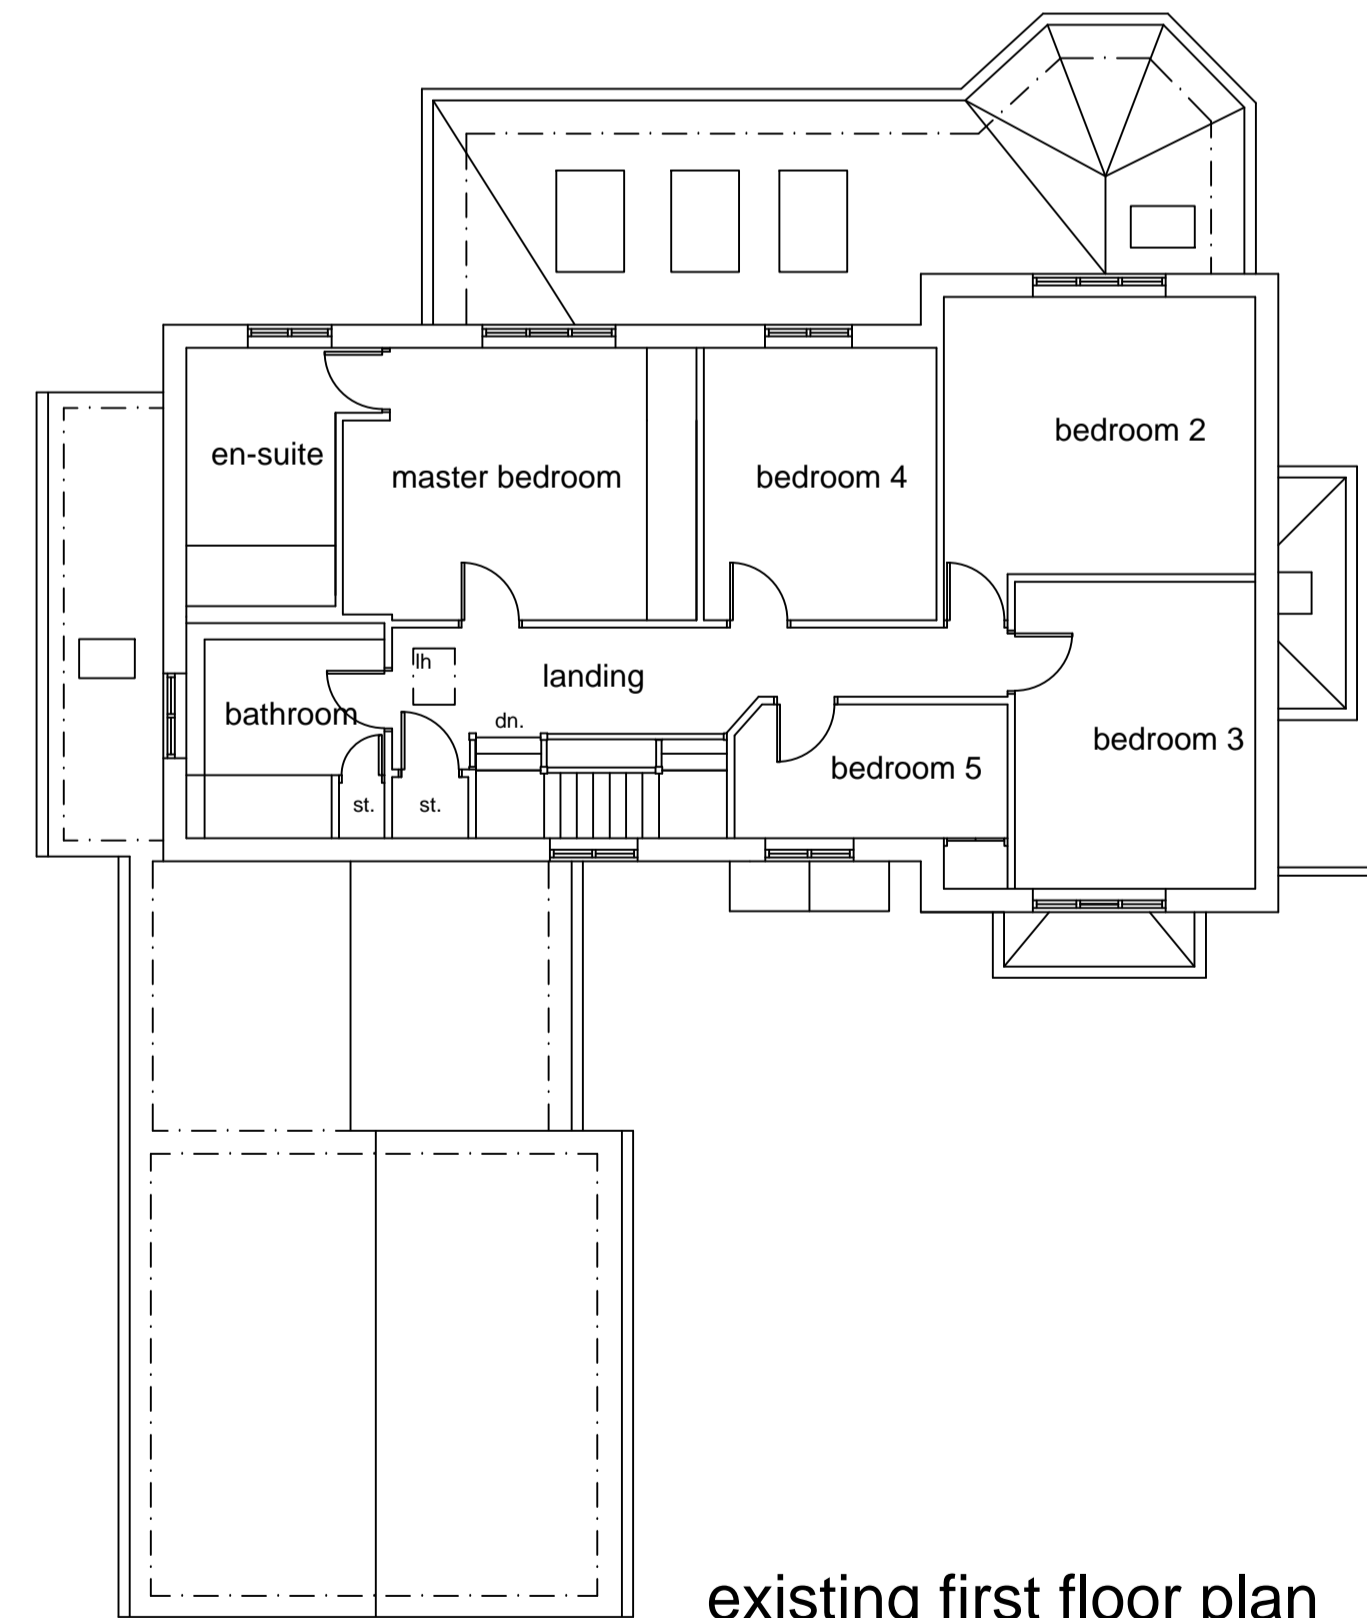 bedroom 2
en-suite
master bedroom
bedroom 4
lh
landing
bathroom
dn.
bedroom 3
bedroom 5
st.
st.
existing first floor plan